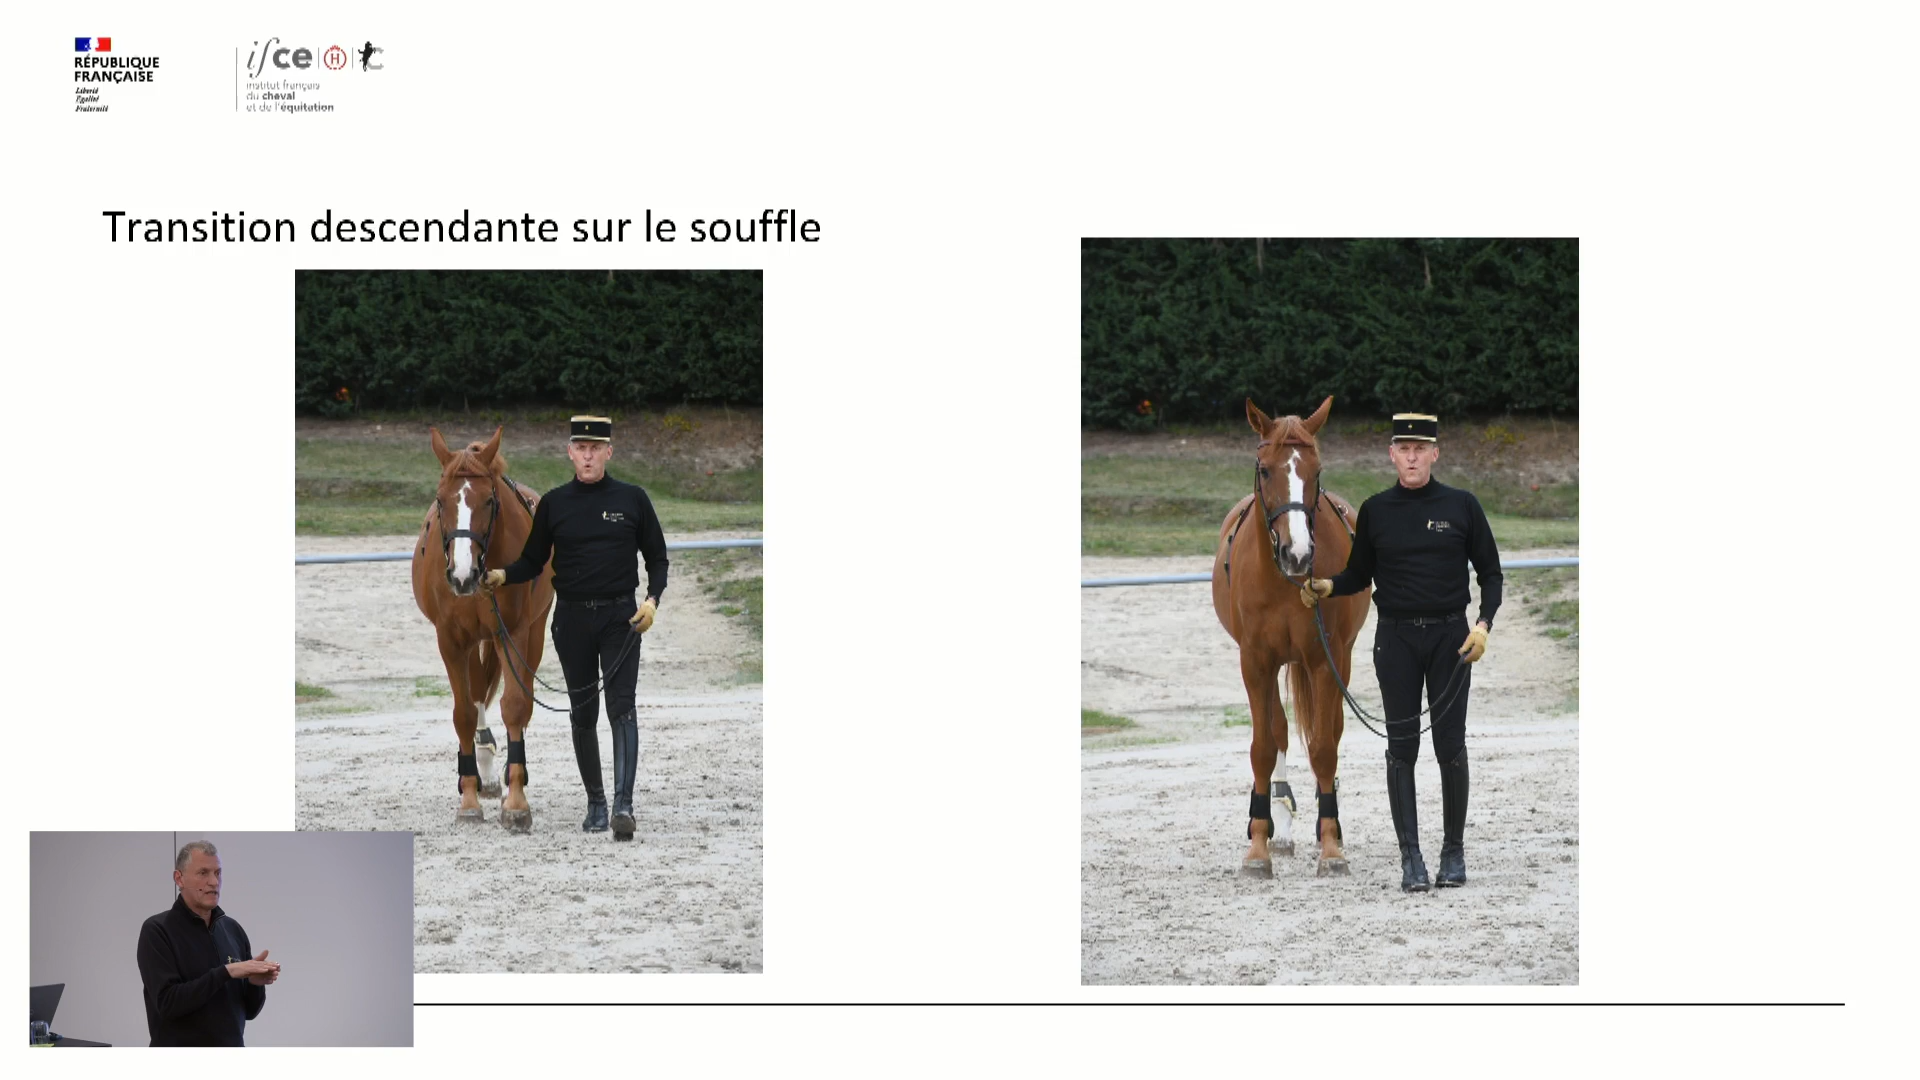 RÉPUBLIQUE
FRANÇAISE
Liberté
Égalité
Fraternité
ifce
institut français
du cheval
et de l'équitation
Transition descendante sur le souffle